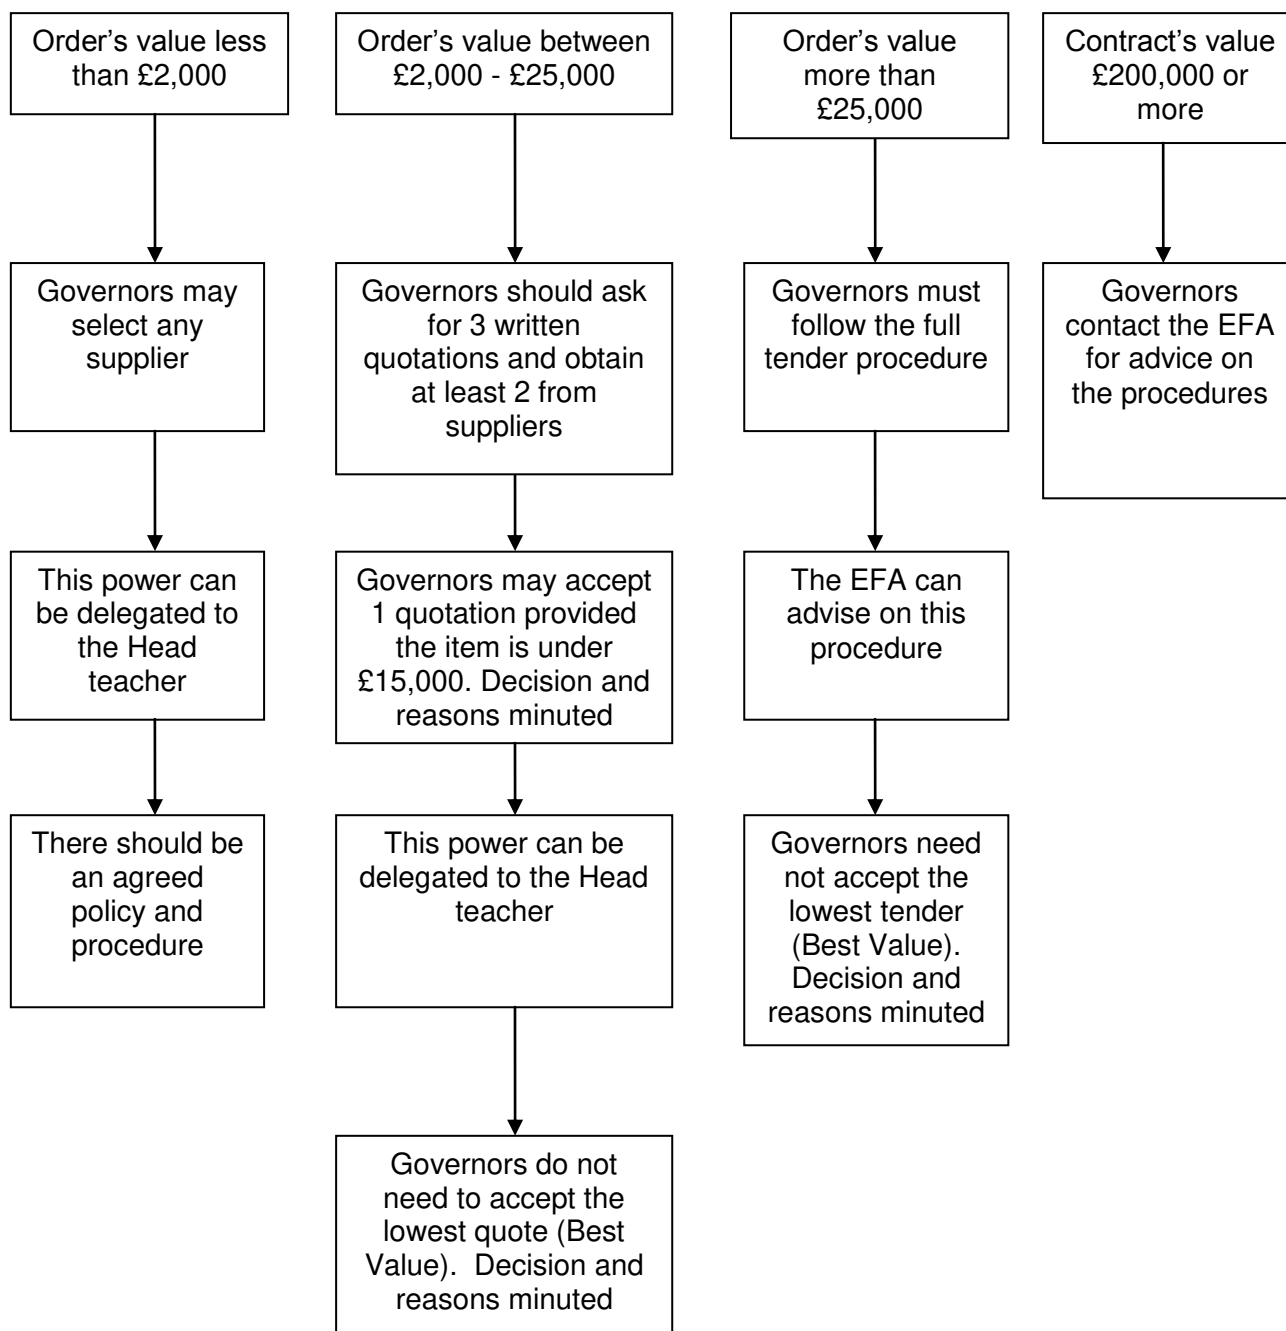 Order's value less
than £2,000
Order's value between
£2,000 - £25,000
Order's value
more than
£25,000
Contract's value
£200,000 or
more
Governors may
select any
supplier
Governors should ask
for 3 written
quotations and obtain
at least 2 from
suppliers
Governors must
follow the full
tender procedure
Governors
contact the EFA
for advice on
the procedures
This power can
be delegated to
the Head
teacher
Governors may accept
1 quotation provided
the item is under
£15,000. Decision and
reasons minuted
The EFA can
advise on this
procedure
There should be
an agreed
policy and
procedure
This power can be
delegated to the Head
teacher
Governors need
not accept the
lowest tender
(Best Value).
Decision and
reasons minuted
Governors do not
need to accept the
lowest quote (Best
Value).  Decision and
reasons minuted